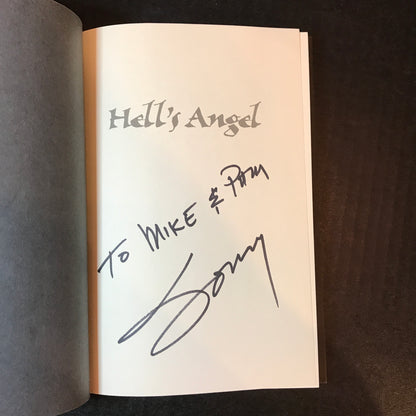 Hell's Angel
To MIKE & PAM
Sonny